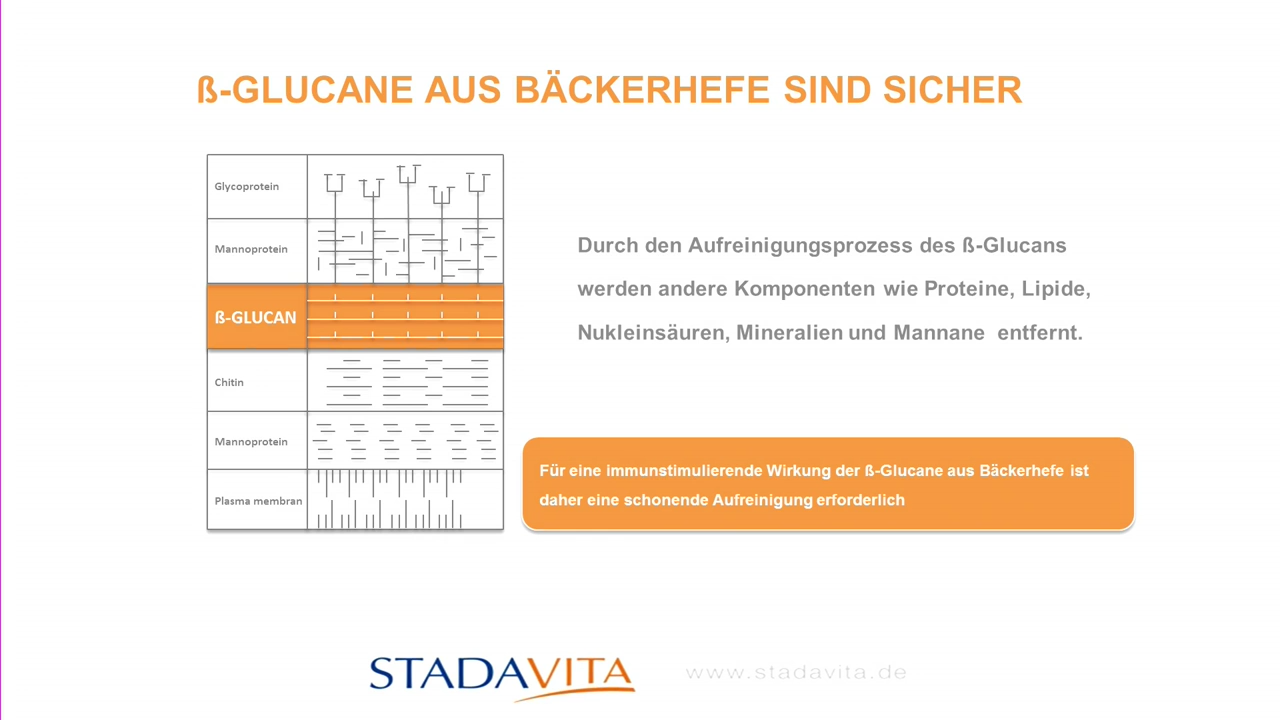 ß-GLUCANE AUS BÄCKERHEFE SIND SICHER
Glycoprotein
Mannoprotein
ß-GLUCAN
Chitin
Mannoprotein
Plasma membran
Durch den Aufreinigungsprozess des ß-Glucans
werden andere Komponenten wie Proteine, Lipide,
Nukleinsäuren, Mineralien und Mannane entfernt.
Für eine immunstimulierende Wirkung der ß-Glucane aus Bäckerhefe ist
daher eine schonende Aufreinigung erforderlich
STADAVITA
www.stadavita.de